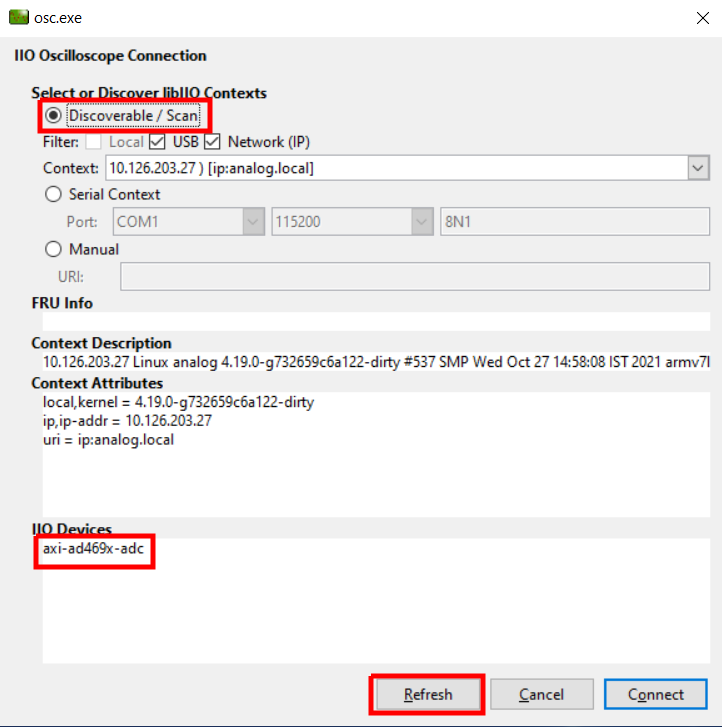 osc.exe
IIO Oscilloscope Connection
Select or Discover libIIO Contexts
Discoverable / Scan
Filter: Local USB Network (IP)
Context: 10.126.203.27 ) [ip:analog.local]
Serial Context
Port: COM1 115200 8N1
Manual
URI:
FRU Info
Context Description
10.126.203.27 Linux analog 4.19.0-g732659c6a122-dirty #537 SMP Wed Oct 27 14:58:08 IST 2021 armv7l
Context Attributes
local,kernel = 4.19.0-g732659c6a122-dirty
ip,ip-addr = 10.126.203.27
uri = ip:analog.local
IIO Devices
axi-ad469x-adc
Refresh Cancel Connect